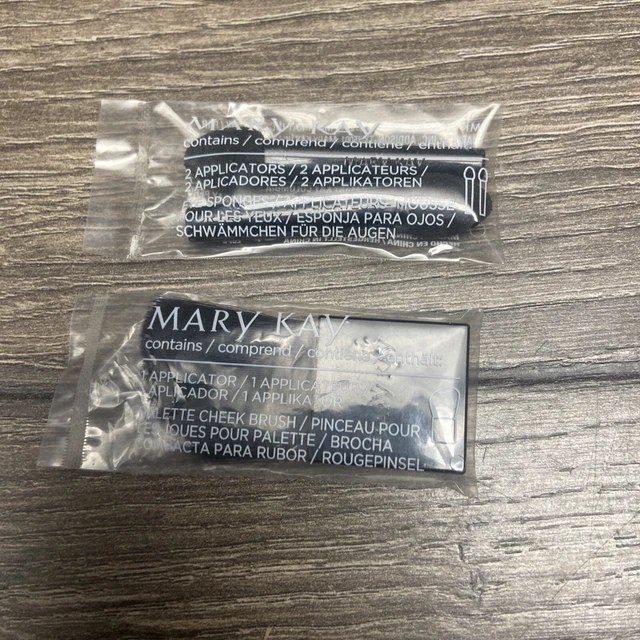 MARY KAY
contains / comprend / contiene / enthält:
2 APPLICATORS / 2 APPLICATEURS /
2 APLICADORES / 2 APPLIKATOREN
SPONGES / APPLICATEURS-MOUSSE
POUR LES YEUX / ESPONJA PARA OJOS /
SCHWÄMMCHEN FÜR DIE AUGEN
MARY KAY
contains / comprend / contiene / enthält:
1 APPLICATOR / 1 APPLICATEUR /
1 APLICADOR / 1 APPLIKATOR
PALETTE CHEEK BRUSH / PINCEAU POUR
LES JOUES POUR PALETTE / BROCHA
COMPACTA PARA RUBOR / ROUGEPINSEL